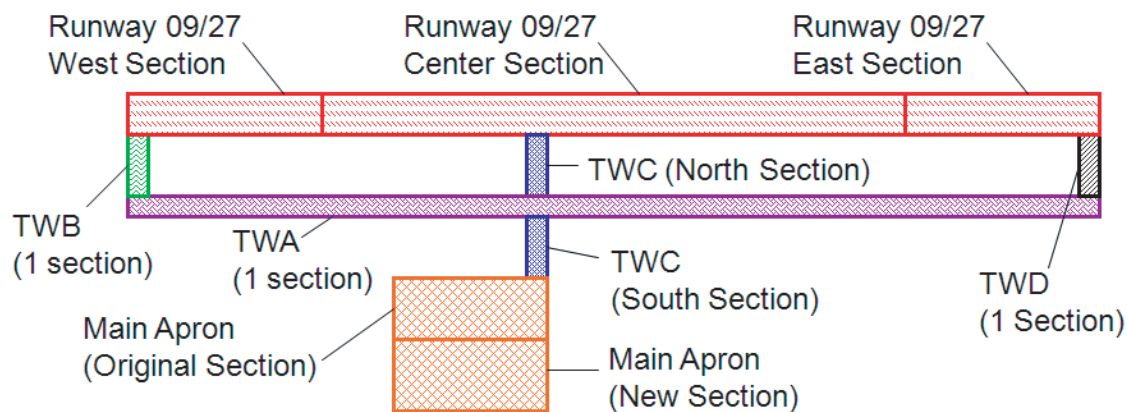 Runway 09/27
West Section
Runway 09/27
Center Section
Runway 09/27
East Section
TWC (North Section)
TWB
(1 section)
TWA
(1 section)
TWC
(South Section)
TWD
(1 Section)
Main Apron
(Original Section)
Main Apron
(New Section)